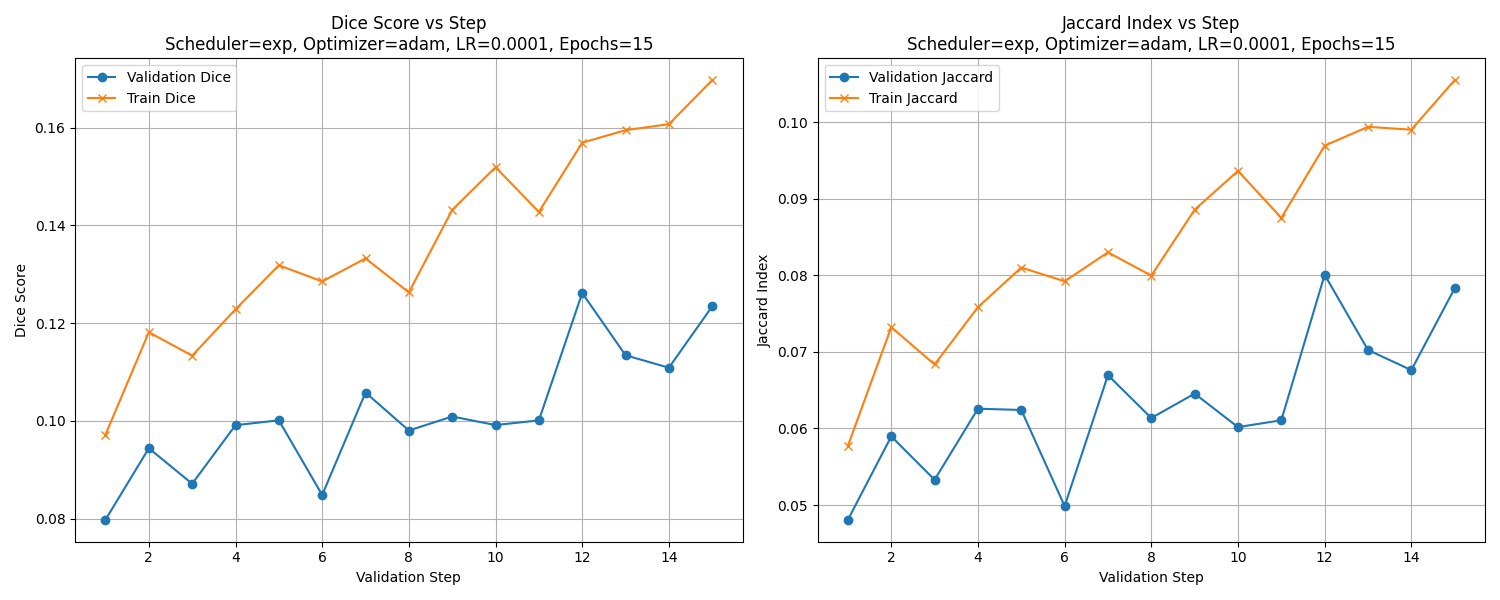 Dice Score vs Step
Scheduler=exp, Optimizer=adam, LR=0.0001, Epochs=15
Validation Dice
Train Dice
0.16
0.14
0.12
0.10
0.08
Dice Score
2 4 6 8 10 12 14
Validation Step
Jaccard Index vs Step
Scheduler=exp, Optimizer=adam, LR=0.0001, Epochs=15
Validation Jaccard
Train Jaccard
0.10
0.09
0.08
0.07
0.06
0.05
Jaccard Index
2 4 6 8 10 12 14
Validation Step